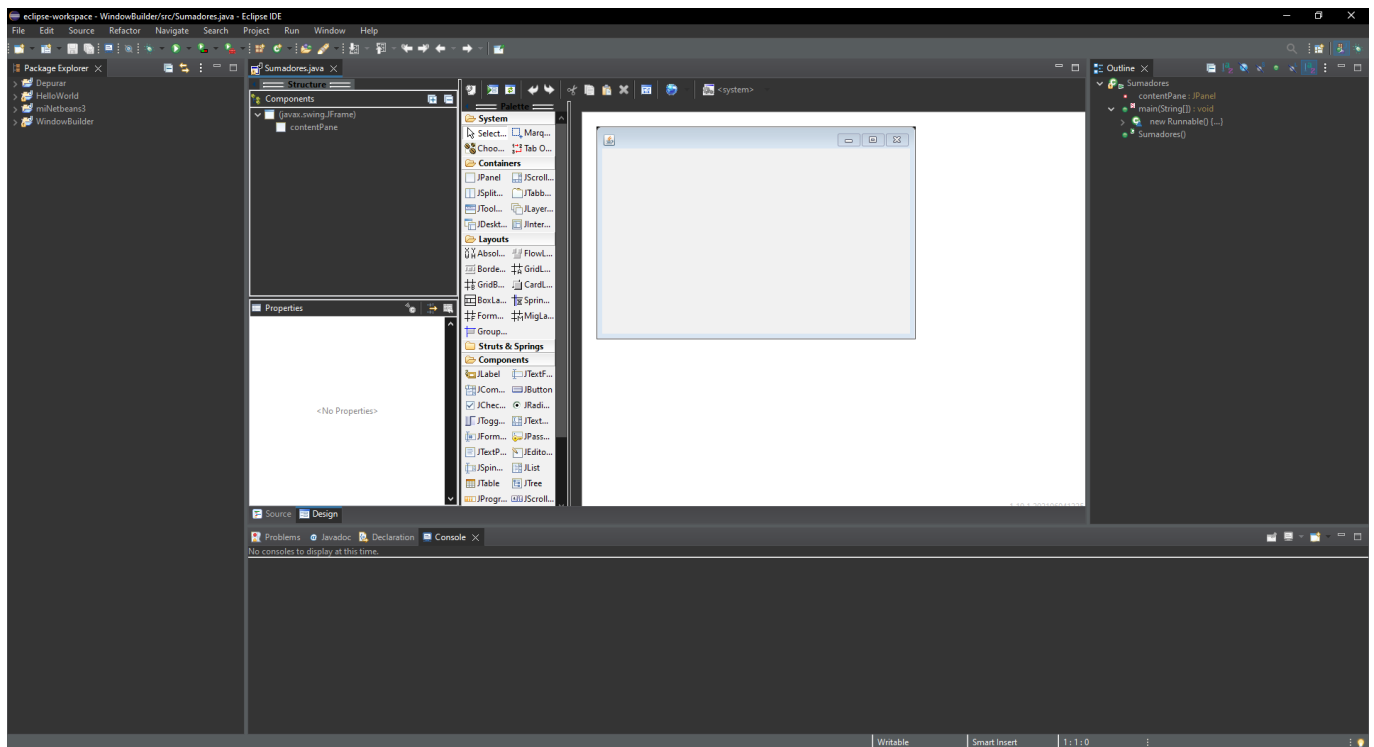 eclipse-workspace - WindowBuilder/src/Sumadores.java - Eclipse IDE
File Edit Source Refactor Navigate Search Project Run Window Help
Package Explorer
Depurar
HelloWorld
miNetbeans3
WindowBuilder
Sumadores.java
Structure
Components
(javax.swing.JFrame)
contentPane
Properties
<No Properties>
<system>
Palette
System
Select... Marq...
Choo... Tab O...
Containers
JPanel JScroll...
JSplit... JTabb...
JTool... JLayer...
JDeskt... JInter...
Layouts
Absol... FlowL...
Borde... GridL...
GridB... CardL...
BoxLa... Sprin...
Form... MigLa...
Group...
Struts & Springs
Components
JLabel JTextF...
JCom... JButton
JChec... JRadi...
JTogg... JText...
JForm... JPass...
JTextP... JEdito...
JSpin... JList
JTable JTree
JProgr... JScroll...
Source Design
Outline
Sumadores
contentPane : JPanel
main(String[]) : void
new Runnable() {...}
Sumadores()
Problems Javadoc Declaration Console
No consoles to display at this time.
Writable Smart Insert 1 : 1 : 0